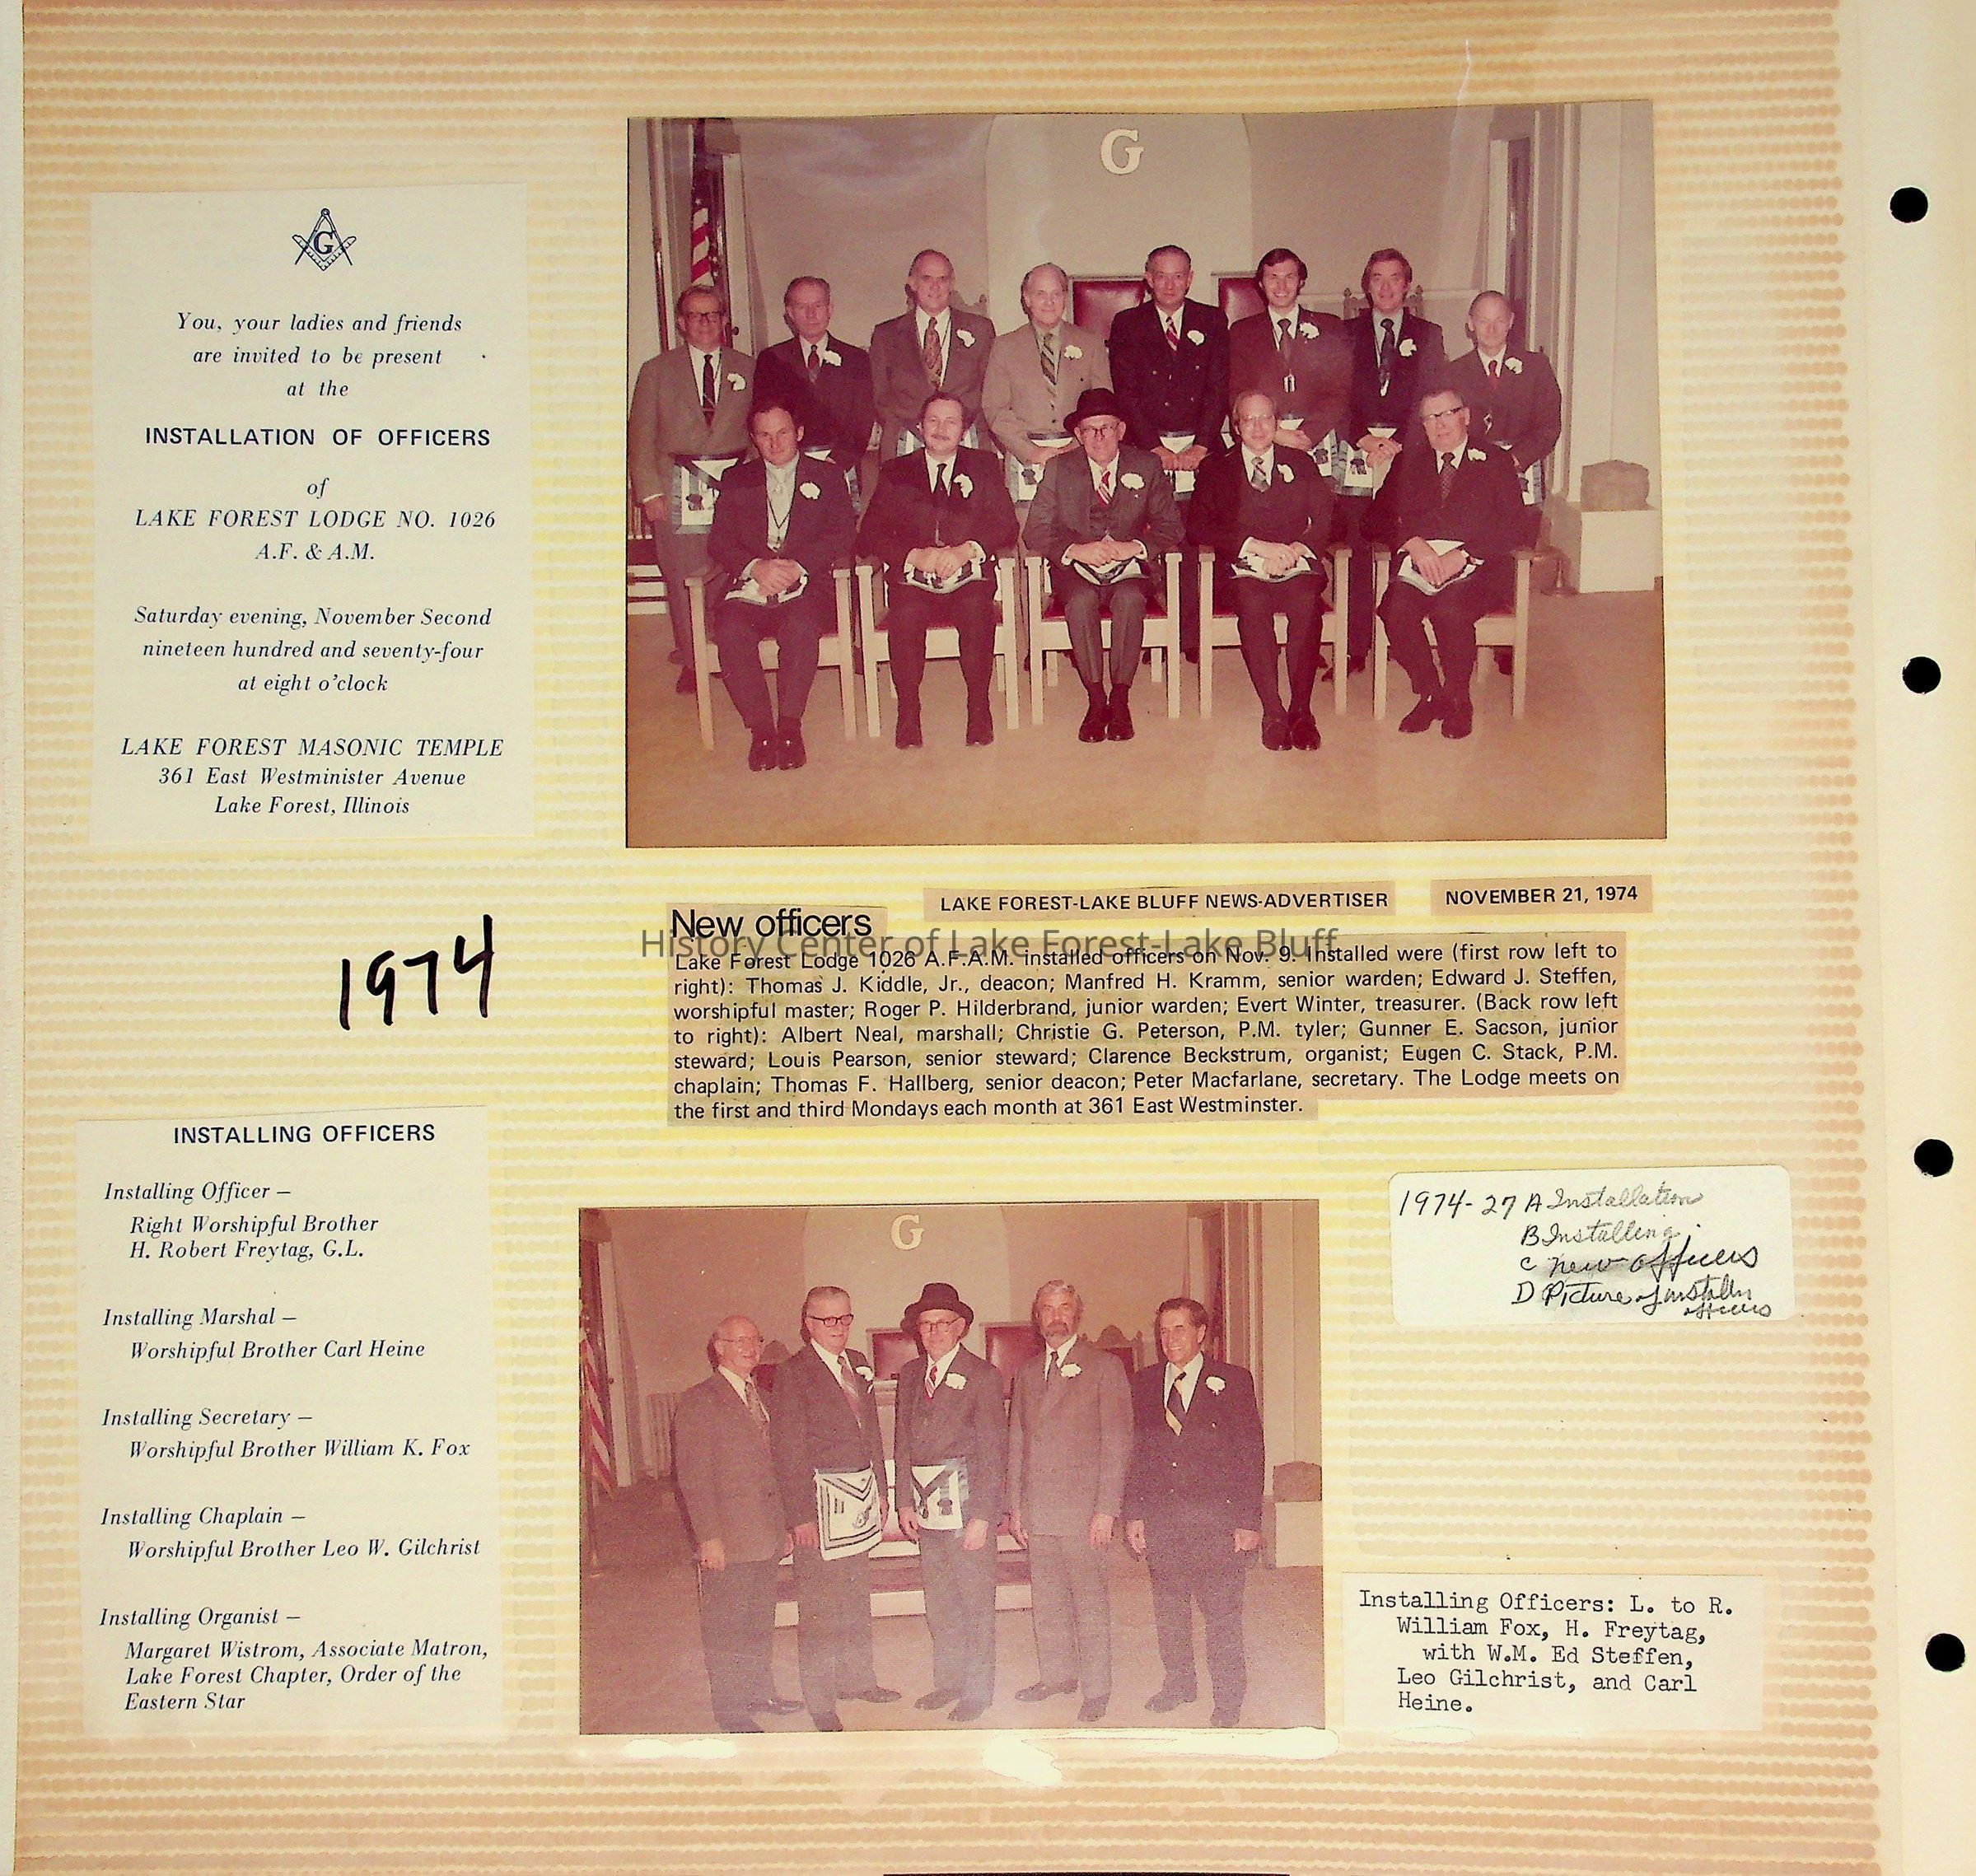 G
You, your ladies and friends
are invited to be present
at the
INSTALLATION OF OFFICERS
of
LAKE FOREST LODGE NO. 1026
A.F. & A.M.
Saturday evening, November Second
nineteen hundred and seventy-four
at eight o'clock
LAKE FOREST MASONIC TEMPLE
361 East Westminister Avenue
Lake Forest, Illinois
G
LAKE FOREST-LAKE BLUFF NEWS-ADVERTISER
NOVEMBER 21, 1974
New officers
History Center of Lake Forest-Lake Bluff
Lake Forest Lodge 1026 A.F.A.M. installed officers on Nov. 9. Installed were (first row left to
right): Thomas J. Kiddle, Jr., deacon; Manfred H. Kramm, senior warden; Edward J. Steffen,
worshipful master; Roger P. Hilderbrand, junior warden; Evert Winter, treasurer. (Back row left
to right): Albert Neal, marshall; Christie G. Peterson, P.M. tyler; Gunner E. Sacson, junior
steward; Louis Pearson, senior steward; Clarence Beckstrum, organist; Eugen C. Stack, P.M.
chaplain; Thomas F. Hallberg, senior deacon; Peter Macfarlane, secretary. The Lodge meets on
the first and third Mondays each month at 361 East Westminster.
1974
INSTALLING OFFICERS
Installing Officer —
Right Worshipful Brother
H. Robert Freytag, G.L.
Installing Marshal —
Worshipful Brother Carl Heine
Installing Secretary —
Worshipful Brother William K. Fox
Installing Chaplain —
Worshipful Brother Leo W. Gilchrist
Installing Organist —
Margaret Wistrom, Associate Matron,
Lake Forest Chapter, Order of the
Eastern Star
G
1974-27 A Installation
B Installing
C new officers
D Picture of
officers
Installing Officers: L. to R.
William Fox, H. Freytag,
with W.M. Ed Steffen,
Leo Gilchrist, and Carl
Heine.